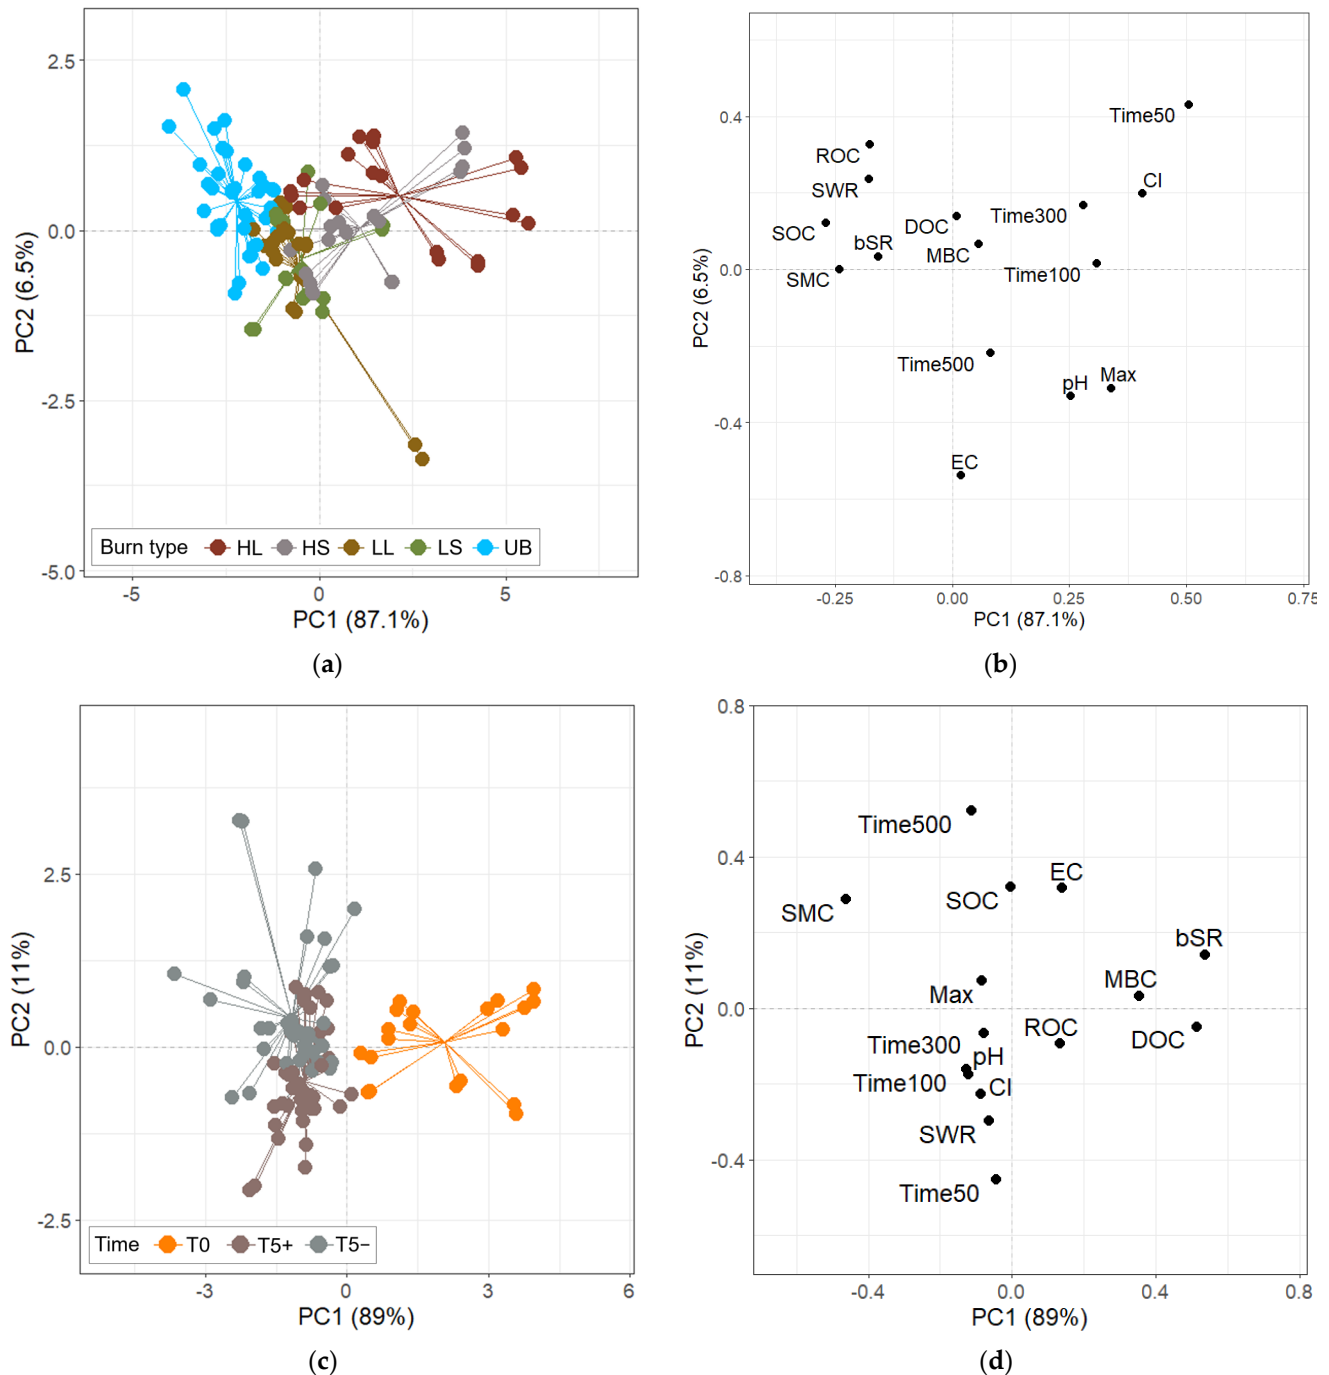 2.5
0.0
-2.5
-5.0
PC2 (6.5%)
Burn type HL HS LL LS UB
-5 0 5
PC1 (87.1%)
(a)
0.4
0.0
-0.4
-0.8
PC2 (6.5%)
Time50
ROC
CI
SWR
Time300
DOC
SOC
bSR
MBC
Time100
SMC
Time500
Max
pH
EC
-0.25 0.00 0.25 0.50 0.75
PC1 (87.1%)
(b)
2.5
0.0
-2.5
PC2 (11%)
Time T0 T5+ T5−
-3 0 3 6
PC1 (89%)
(c)
0.8
0.4
0.0
-0.4
PC2 (11%)
Time500
EC
SOC
SMC
bSR
MBC
Max
ROC
DOC
Time300
pH
Time100
CI
SWR
Time50
-0.4 0.0 0.4 0.8
PC1 (89%)
(d)